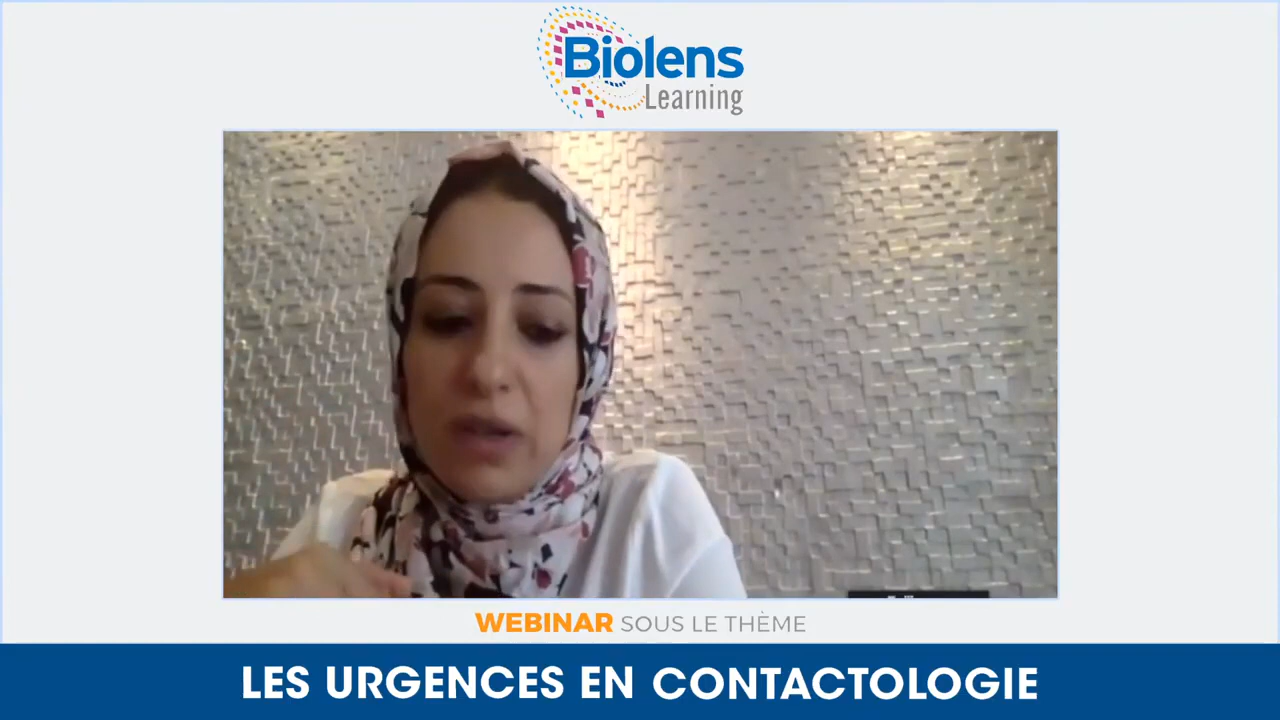 Biolens
Learning
WEBINAR SOUS LE THÈME
LES URGENCES EN CONTACTOLOGIE